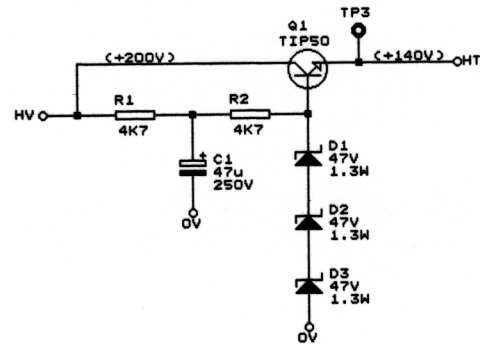 Q1
TIP50
TP3
(+200V)
(+140V)
HT
HV
R1
4K7
R2
4K7
C1
47u
250V
+
0V
D1
47V
1.3W
D2
47V
1.3W
D3
47V
1.3W
0V